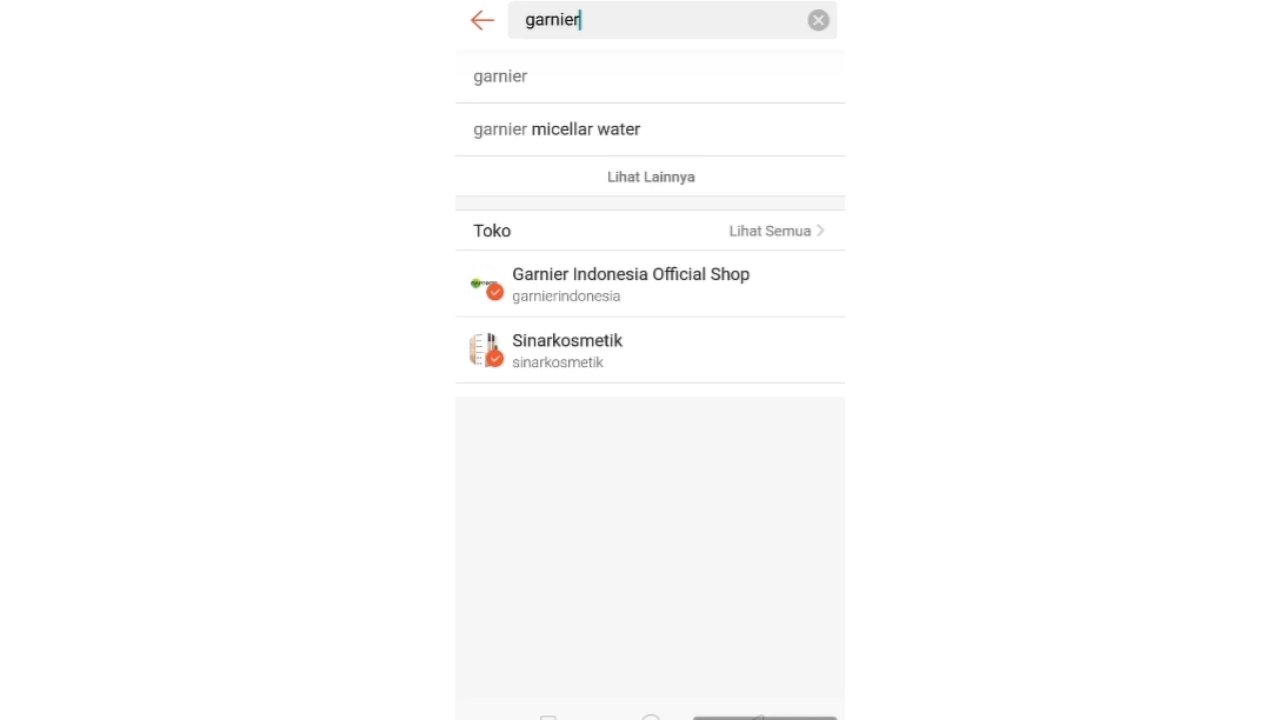 garnier
garnier
garnier micellar water
Lihat Lainnya
Toko
Lihat Semua
Garnier Indonesia Official Shop
garnierindonesia
Sinarkosmetik
sinarkosmetik